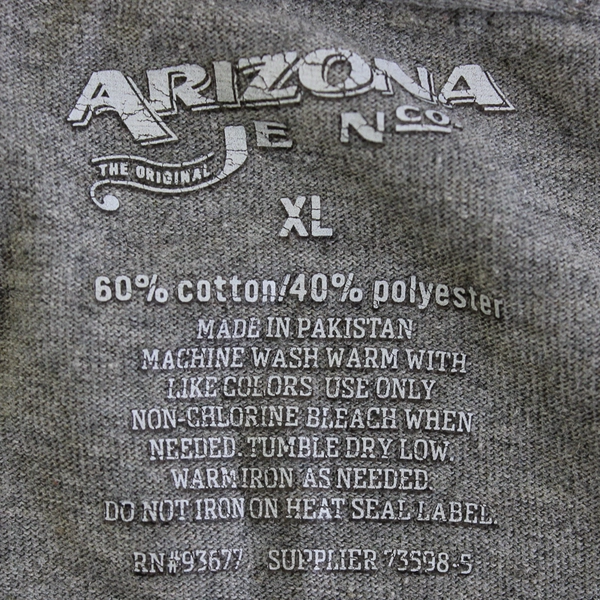 ARIZONA
JE N CO.
THE ORIGINAL
XL
60% cotton/40% polyester
MADE IN PAKISTAN
MACHINE WASH WARM WITH
LIKE COLORS USE ONLY
NON-CHLORINE BLEACH WHEN
NEEDED. TUMBLE DRY LOW.
WARM IRON AS NEEDED.
DO NOT IRON ON HEAT SEAL LABEL.
RN#93677 SUPPLIER 73598-5